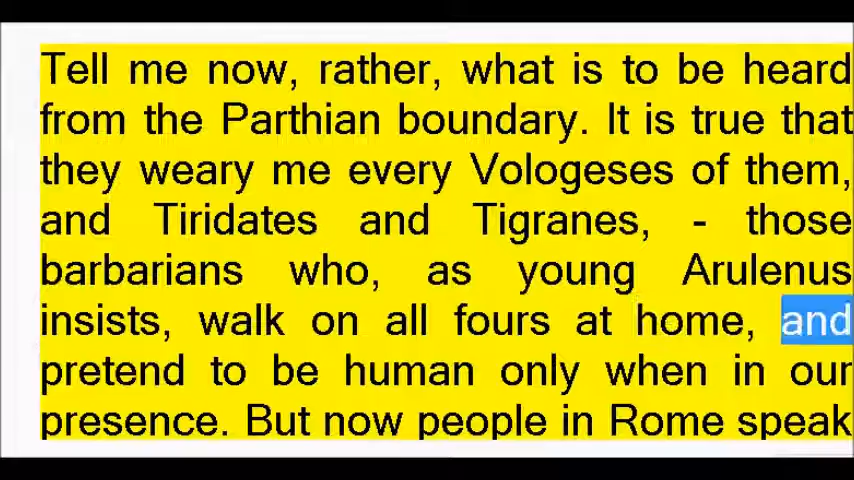 Tell me now, rather, what is to be heard
from the Parthian boundary. It is true that
they weary me every Vologeses of them,
and Tiridates and Tigranes, - those
barbarians who, as young Arulenus
insists, walk on all fours at home, and
pretend to be human only when in our
presence. But now people in Rome speak